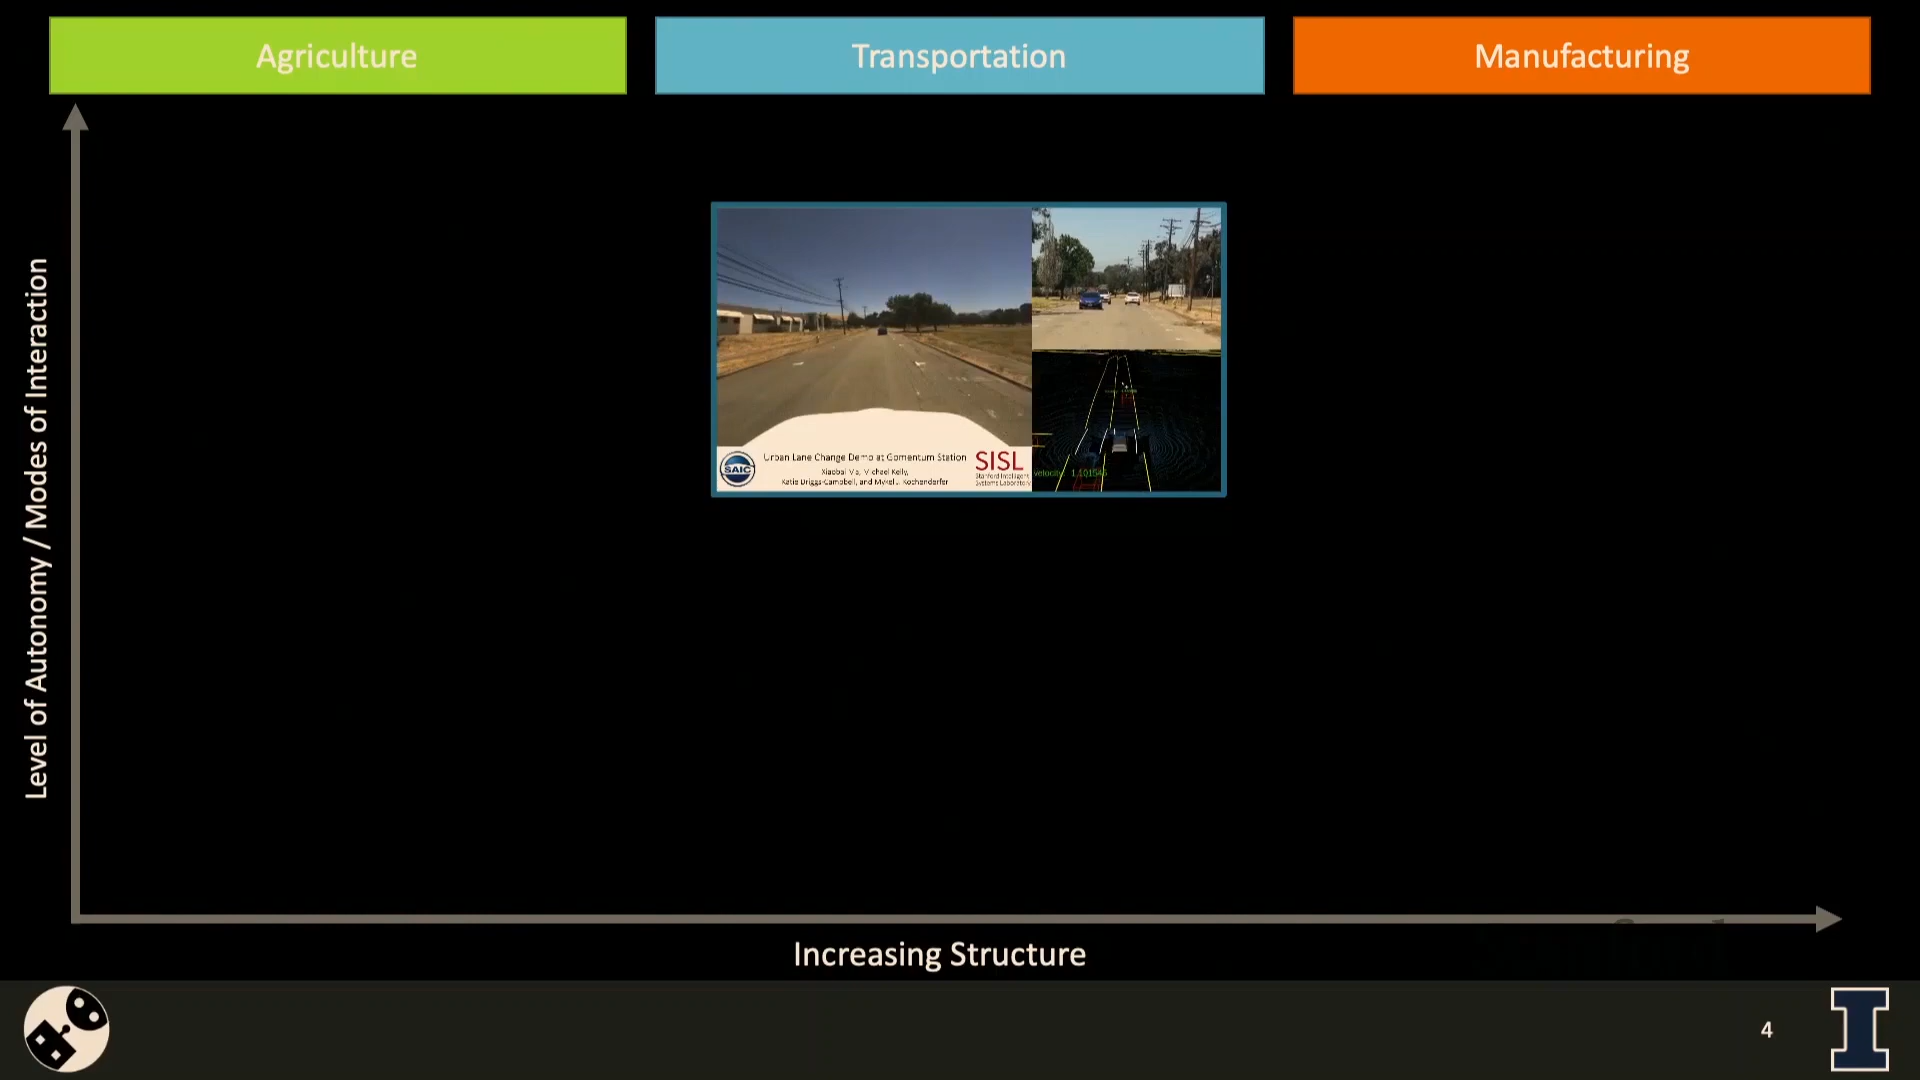 Agriculture
Transportation
Manufacturing
Level of Autonomy / Modes of Interaction
Urban Lane Change Demo at Gomentum Station
Xiaobai Ma, Michael Kelly,
Katie Driggs-Campbell, and Mykel J. Kochenderfer
SAIC
SISL
Stanford Intelligent
Systems Laboratory
velocity:
Increasing Structure
4
I